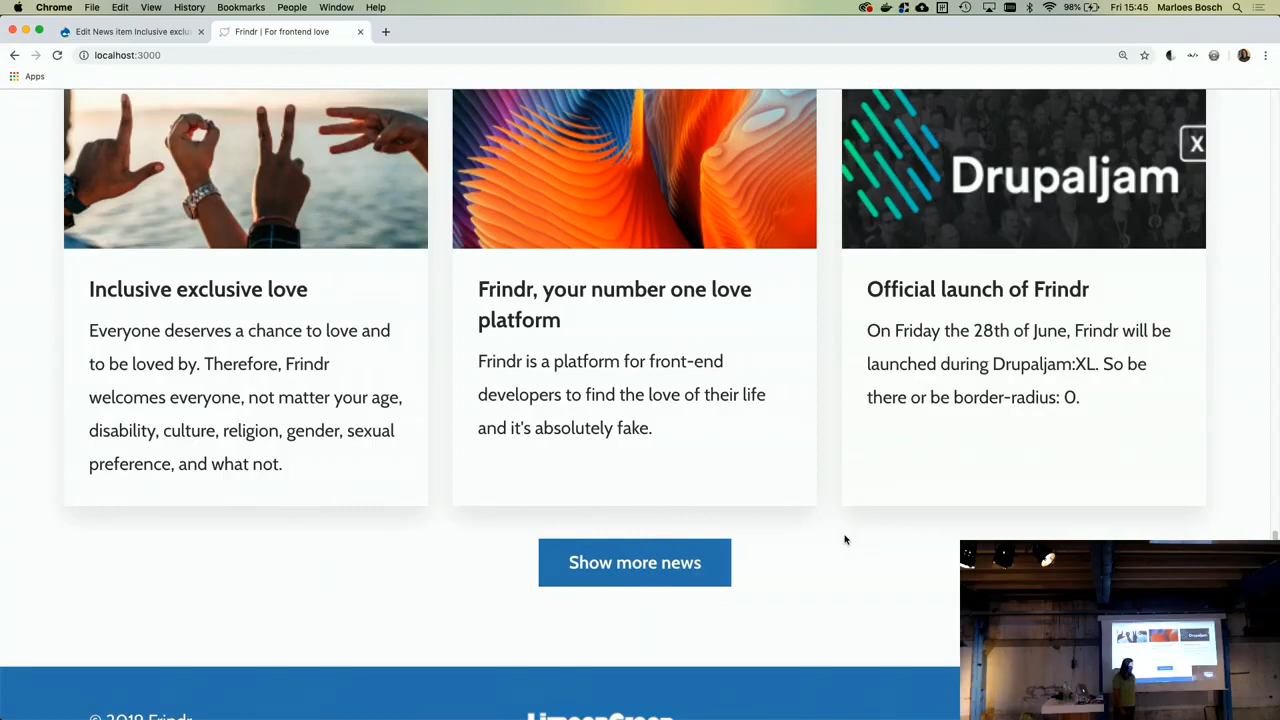 Chrome File Edit View History Bookmarks People Window Help 98% Fri 15:45 Marloes Bosch
Edit News item Inclusive exclu
Frindr | For frontend love
localhost:3000
Apps
X
Drupaljam
Inclusive exclusive love
Everyone deserves a chance to love and
to be loved by. Therefore, Frindr
welcomes everyone, not matter your age,
disability, culture, religion, gender, sexual
preference, and what not.
Frindr, your number one love
platform
Frindr is a platform for front-end
developers to find the love of their life
and it's absolutely fake.
Official launch of Frindr
On Friday the 28th of June, Frindr will be
launched during Drupaljam:XL. So be
there or be border-radius: 0.
Show more news
© 2019 Frindr
LimoenGroen